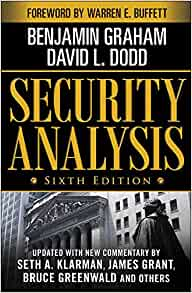 FOREWORD BY WARREN E. BUFFETT
BENJAMIN GRAHAM
DAVID L. DODD
SECURITY
ANALYSIS
SIXTH EDITION
UPDATED WITH NEW COMMENTARY BY
SETH A. KLARMAN, JAMES GRANT,
BRUCE GREENWALD AND OTHERS